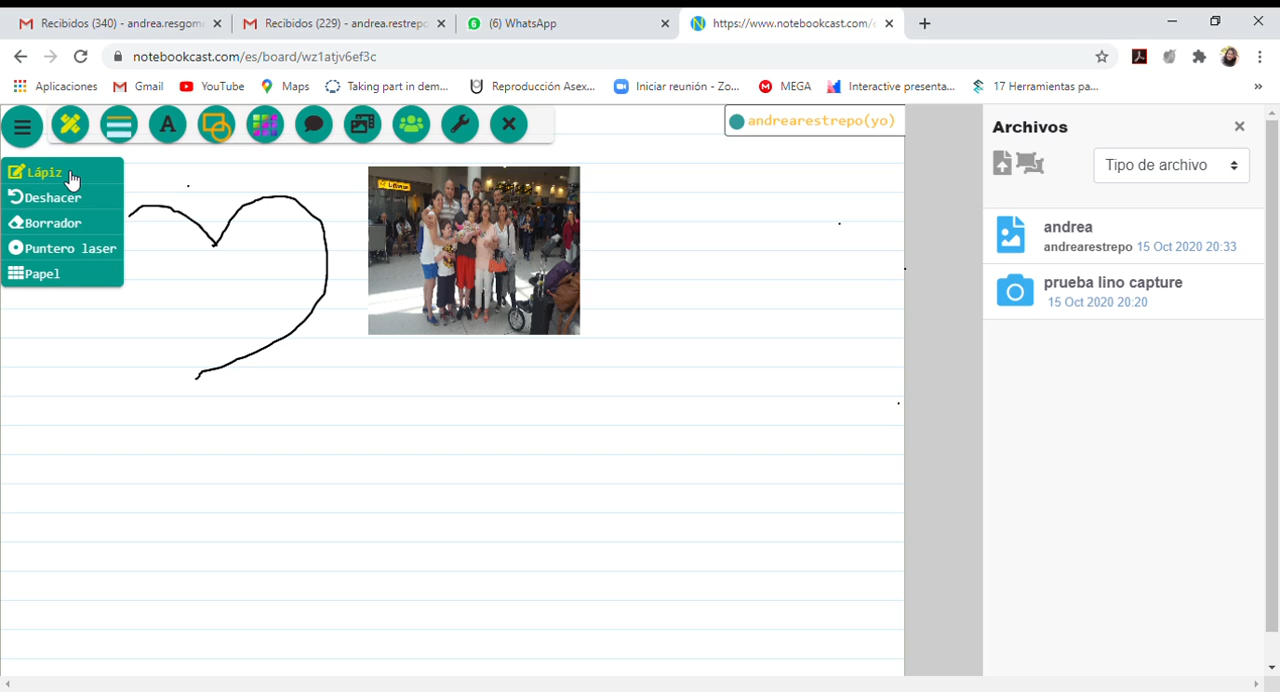 Recibidos (340) - andrea.resgom
Recibidos (229) - andrea.restrepo
6
(6) WhatsApp
https://www.notebookcast.com/
notebookcast.com/es/board/wz1atjv6ef3c
Aplicaciones
Gmail
YouTube
Maps
Taking part in dem...
Reproducción Asex...
Iniciar reunión - Zo...
MEGA
Interactive presenta...
17 Herramientas pa...
»
A
andrearestrepo(yo)
Lápiz
Deshacer
Borrador
Puntero laser
Papel
Archivos
Tipo de archivo
andrea
andrearestrepo 15 Oct 2020 20:33
prueba lino capture
15 Oct 2020 20:20